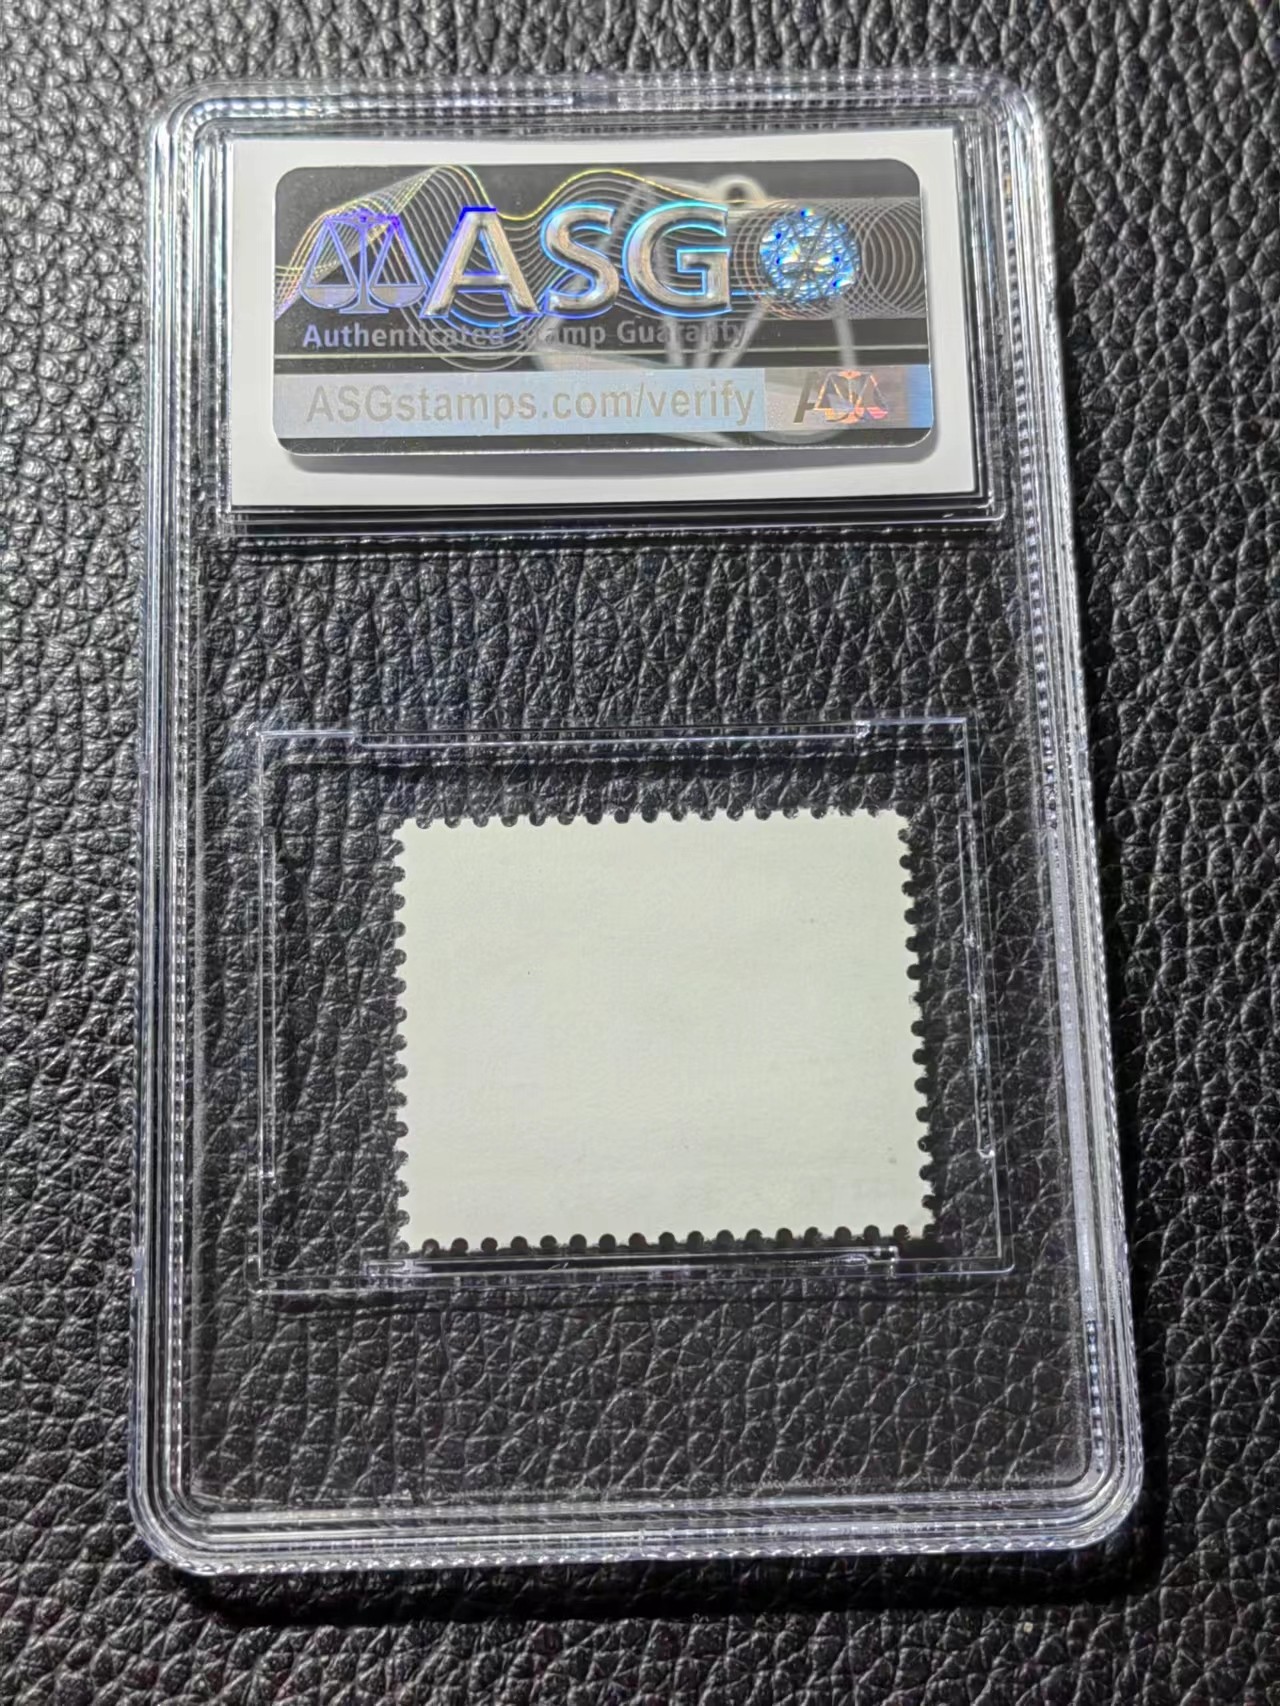 ASG
Authenticated Stamp Guaranty
ASGstamps.com/verify